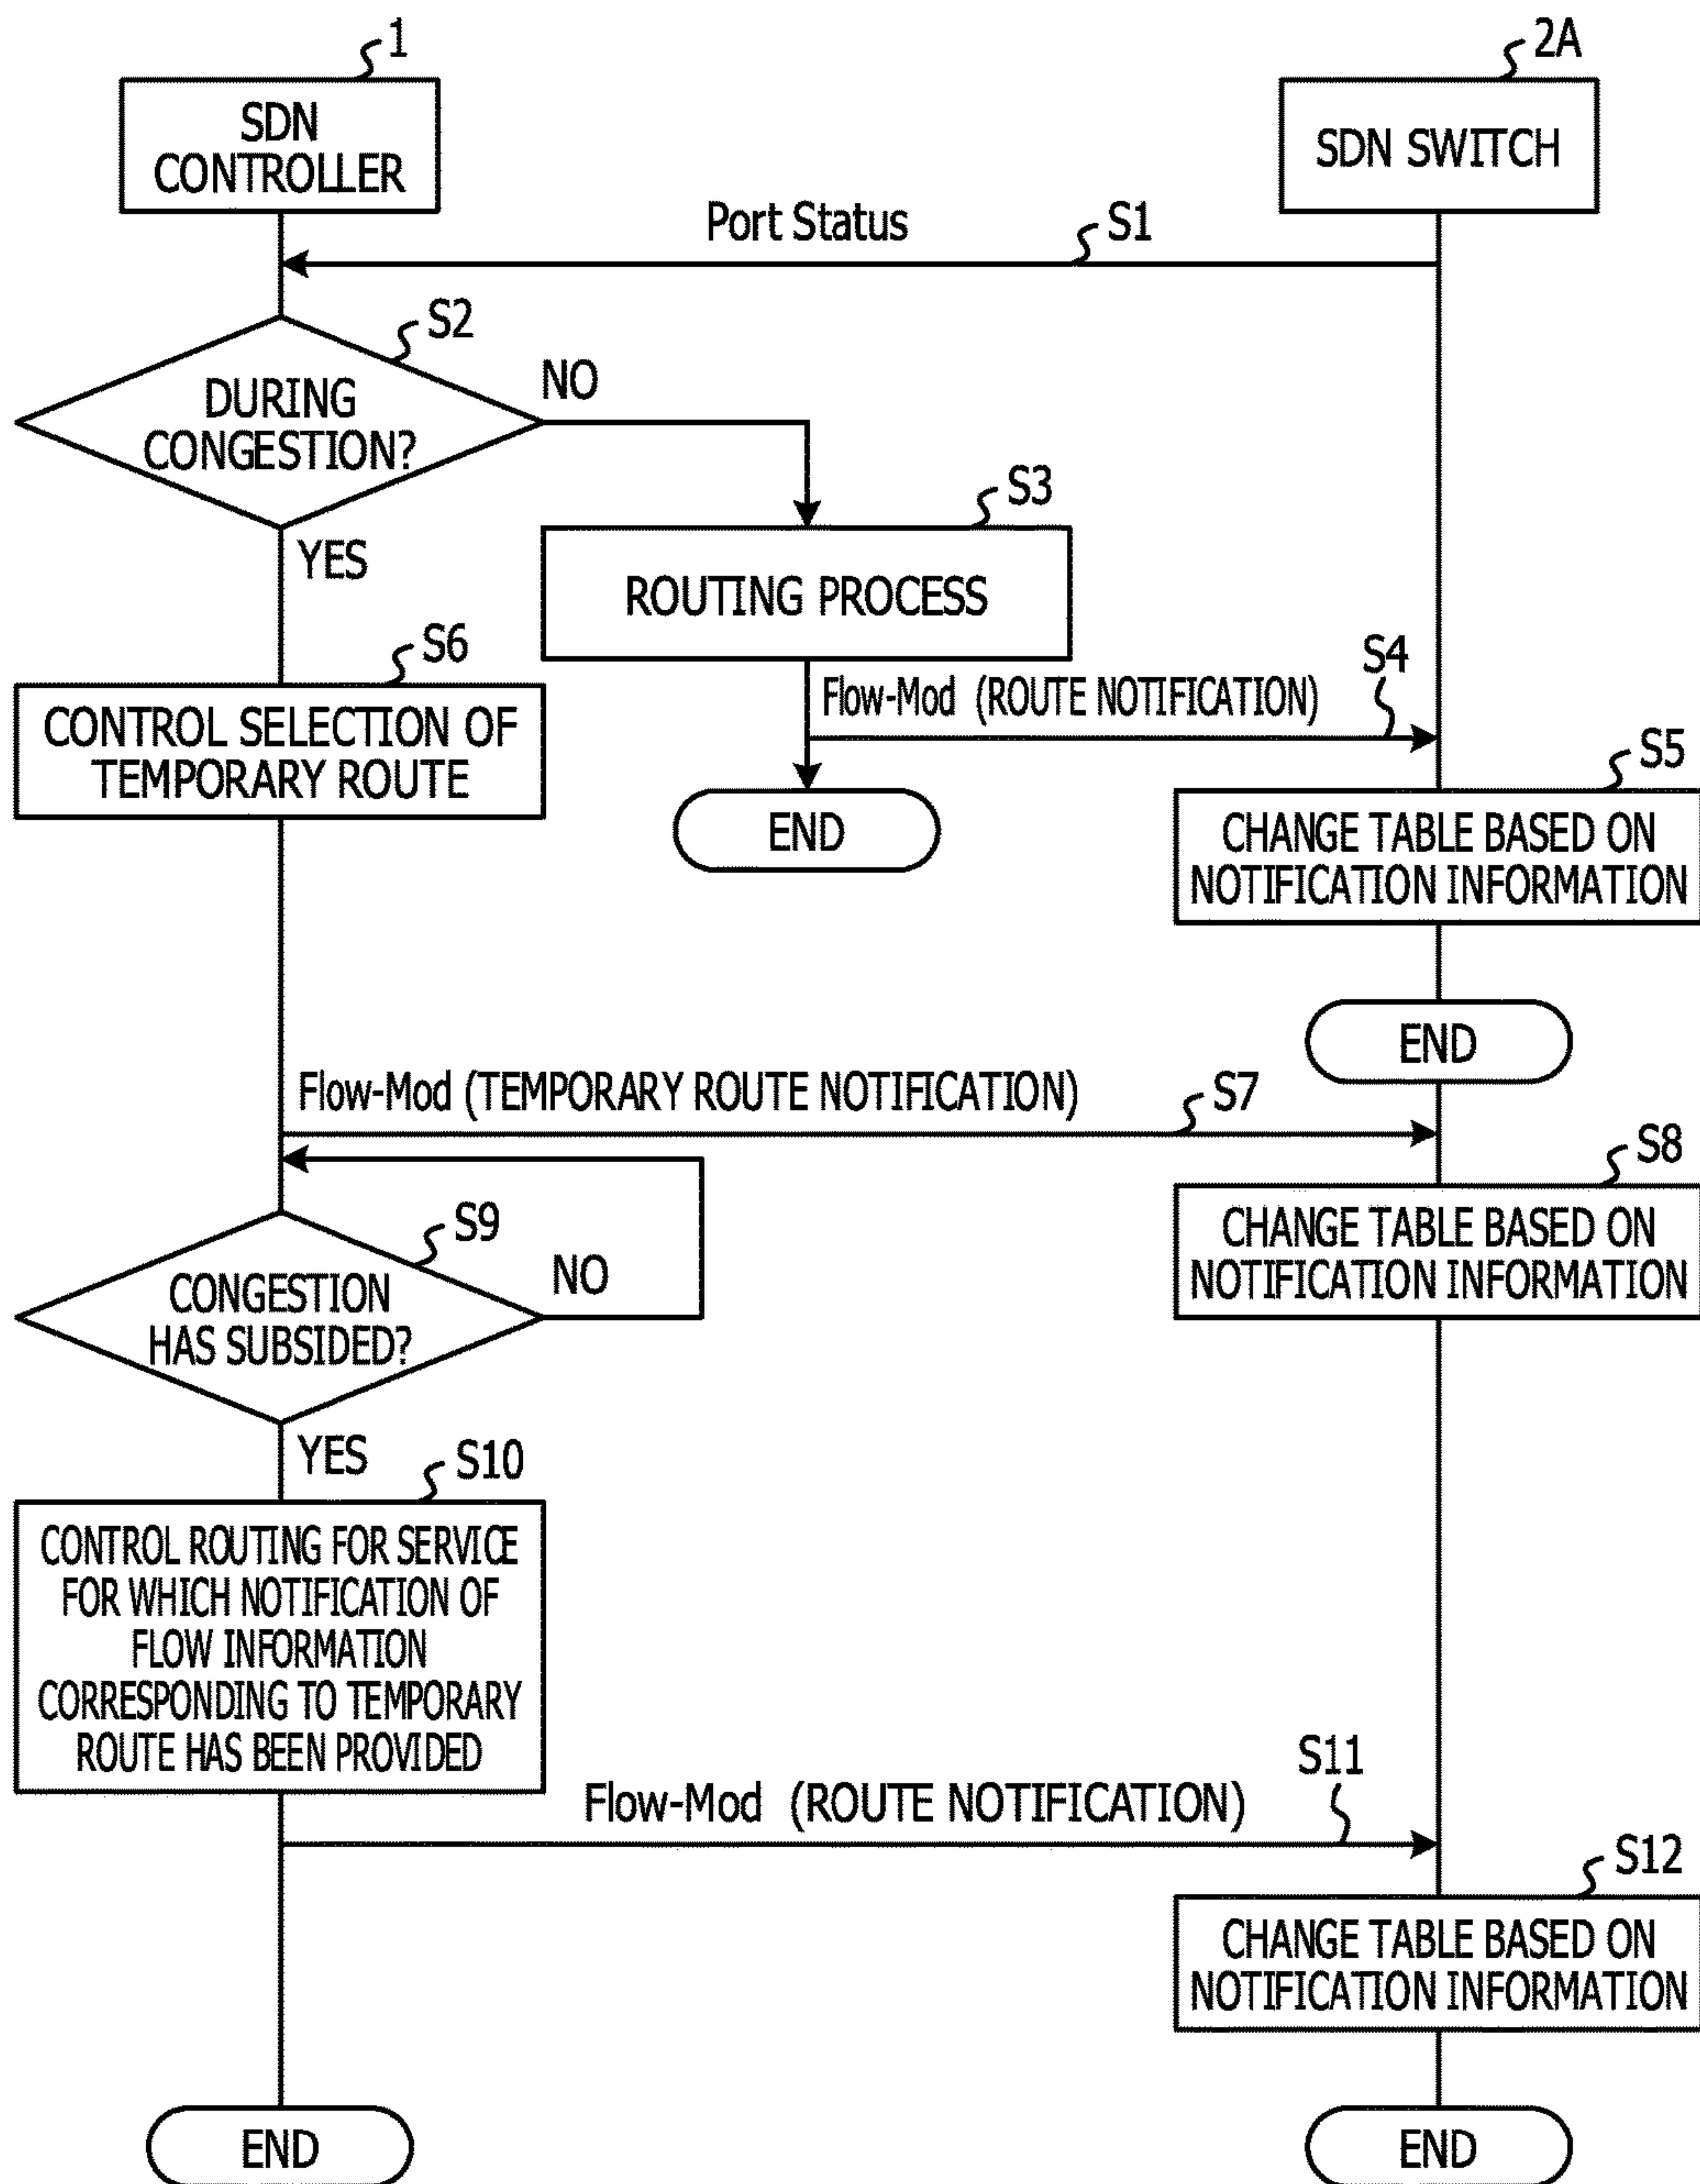 1
2A
SDN
CONTROLLER
SDN SWITCH
Port Status
S1
S2
DURING
CONGESTION?
NO
YES
S3
ROUTING PROCESS
S6
CONTROL SELECTION OF
TEMPORARY ROUTE
S4
Flow-Mod (ROUTE NOTIFICATION)
END
S5
CHANGE TABLE BASED ON
NOTIFICATION INFORMATION
END
Flow-Mod (TEMPORARY ROUTE NOTIFICATION)
S7
S8
CHANGE TABLE BASED ON
NOTIFICATION INFORMATION
S9
CONGESTION
HAS SUBSIDED?
NO
YES
S10
CONTROL ROUTING FOR SERVICE
FOR WHICH NOTIFICATION OF
FLOW INFORMATION
CORRESPONDING TO TEMPORARY
ROUTE HAS BEEN PROVIDED
S11
Flow-Mod (ROUTE NOTIFICATION)
S12
CHANGE TABLE BASED ON
NOTIFICATION INFORMATION
END
END